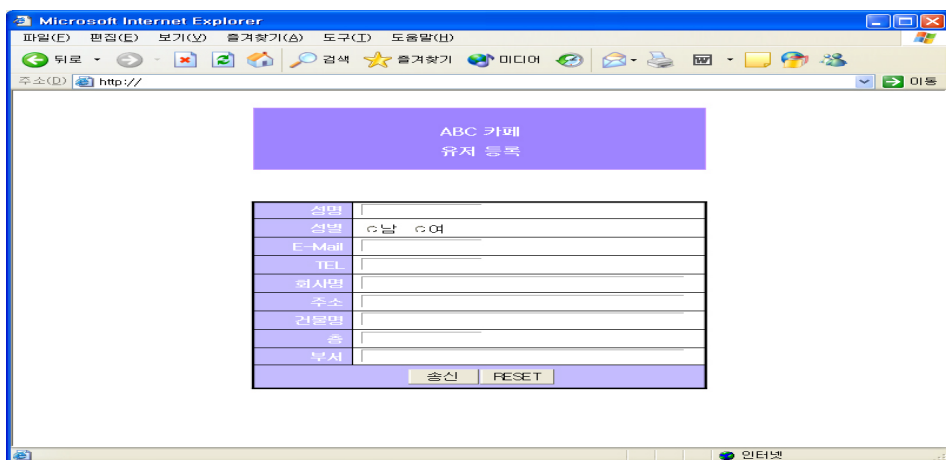 Microsoft Internet Explorer
파일(F) 편집(E) 보기(V) 즐겨찾기(A) 도구(T) 도움말(H)
뒤로 검색 즐겨찾기 미디어
주소(D) http:// 이동
ABC 카페
유저 등록
성명
성별 남 여
E-Mail
TEL
회사명
주소
건물명
층
부서
송신 RESET
인터넷